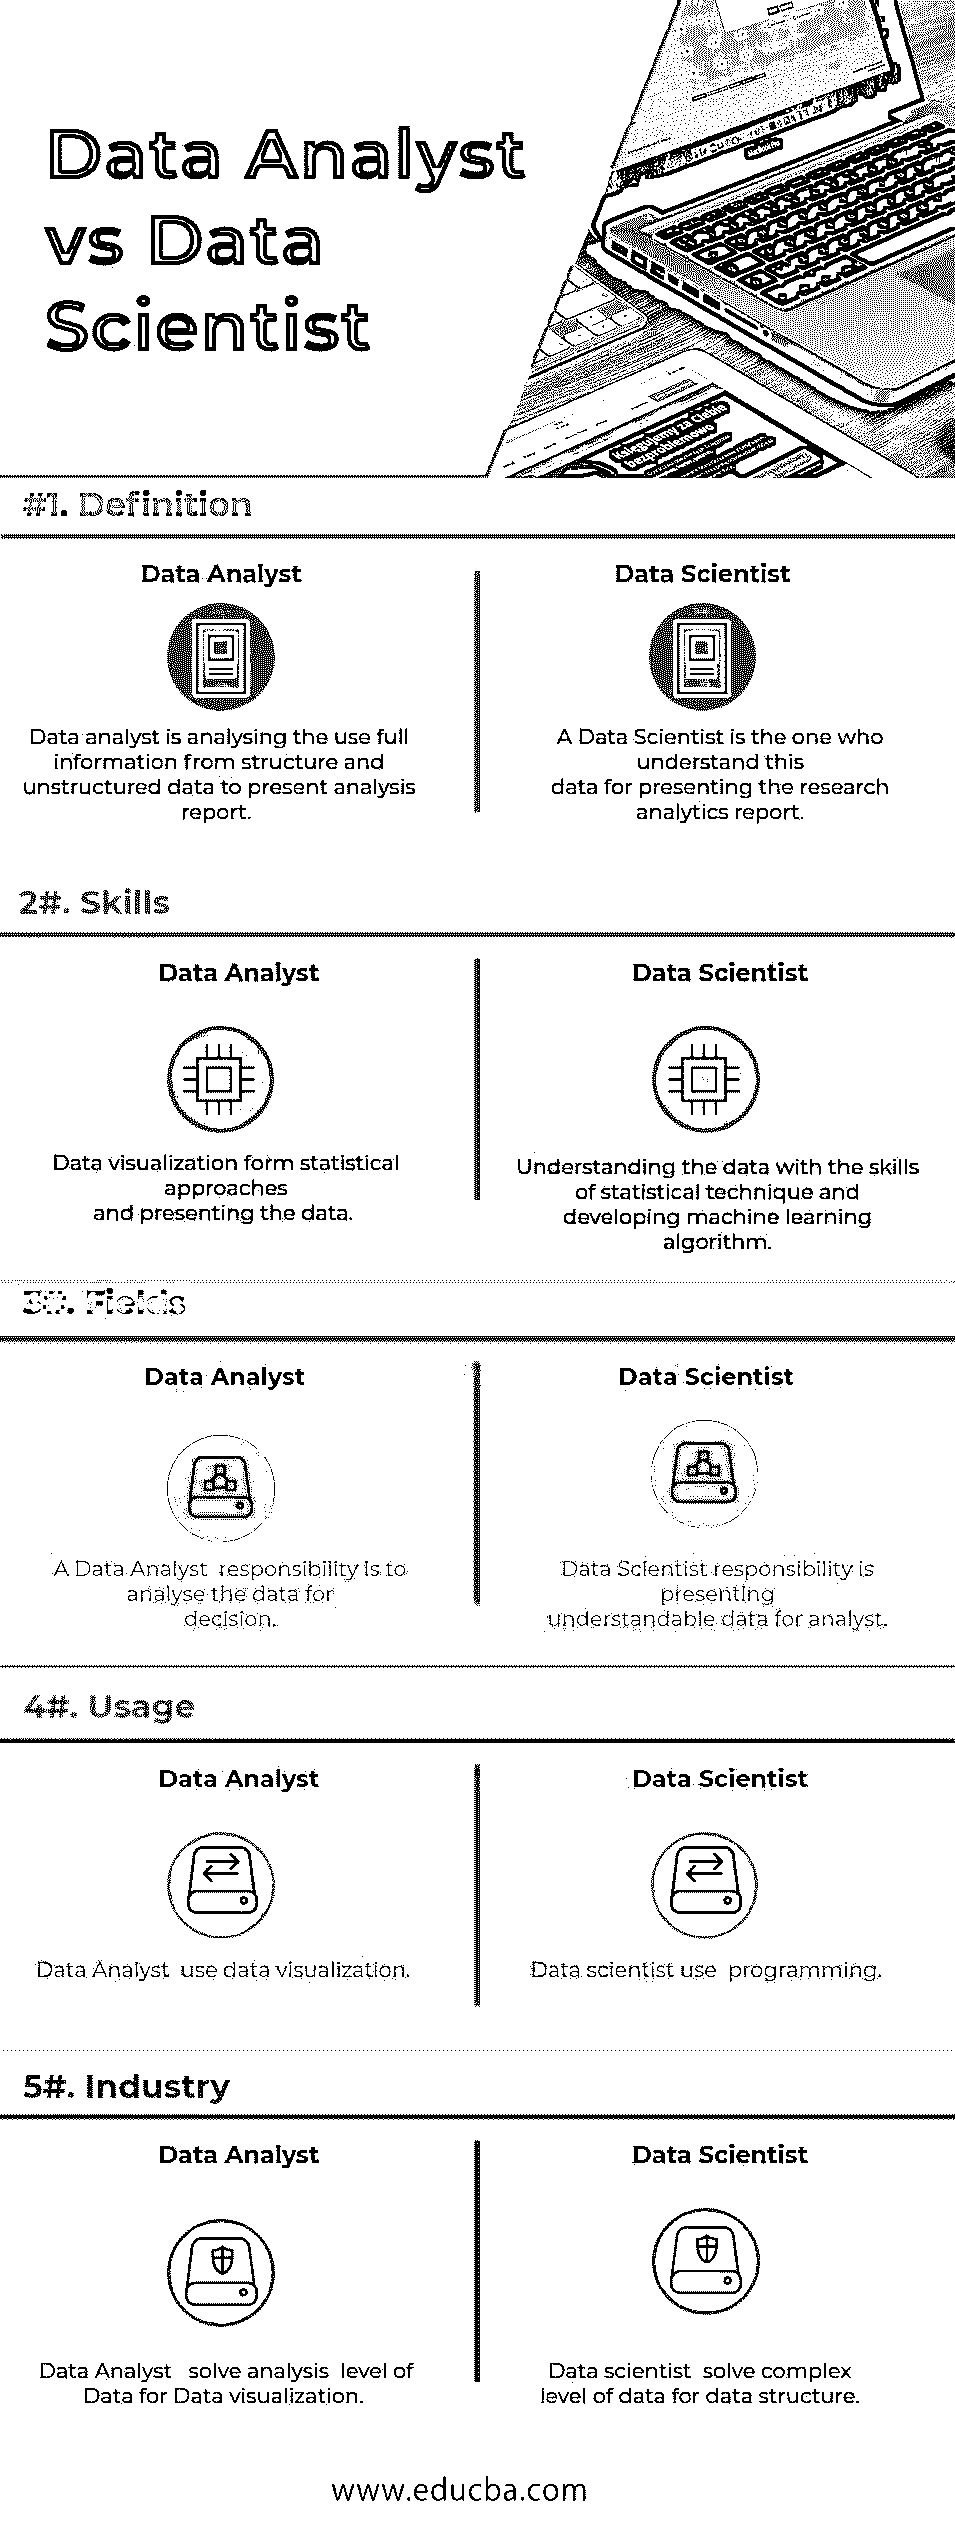 Data Analyst
vs Data
Scientist
Księgujemy za Ciebie
bezproblemowo
#1. Definition
Data Analyst
Data Scientist
Data analyst is analysing the use full
information from structure and
unstructured data to present analysis
report.
A Data Scientist is the one who
understand this
data for presenting the research
analytics report.
2#. Skills
Data Analyst
Data Scientist
Data visualization form statistical
approaches
and presenting the data.
Understanding the data with the skills
of statistical technique and
developing machine learning
algorithm.
3#. Fields
Data Analyst
Data Scientist
A Data Analyst responsibility is to
analyse the data for
decision.
Data Scientist responsibility is
presenting
understandable data for analyst.
4#. Usage
Data Analyst
Data Scientist
Data Analyst use data visualization.
Data scientist use programming.
5#. Industry
Data Analyst
Data Scientist
Data Analyst solve analysis level of
Data for Data visualization.
Data scientist solve complex
level of data for data structure.
www.educba.com